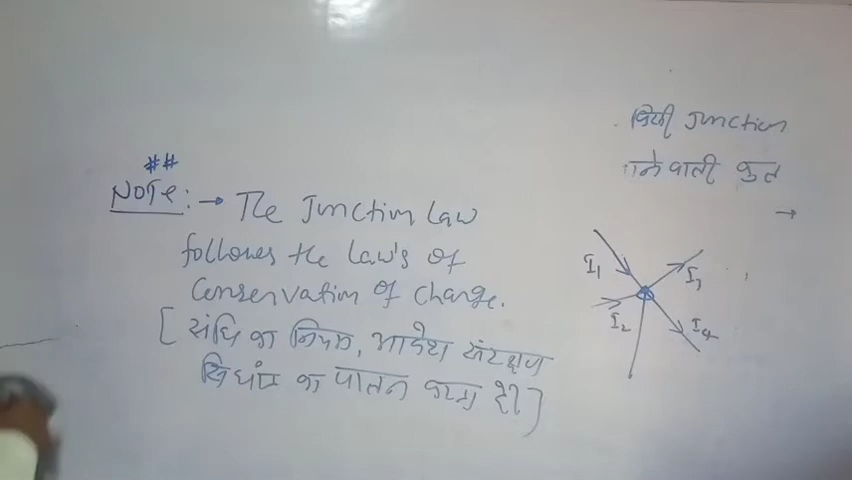 ##
NOTE:→ The Junction Law
follows the Law's of
Conservation of Charge.
[संधि का नियम, आवेश संरक्षण
सिधांत का पालन करता है।]
किसी Junction
वाली कुल
→
I₁
I₂
I₃
I₄